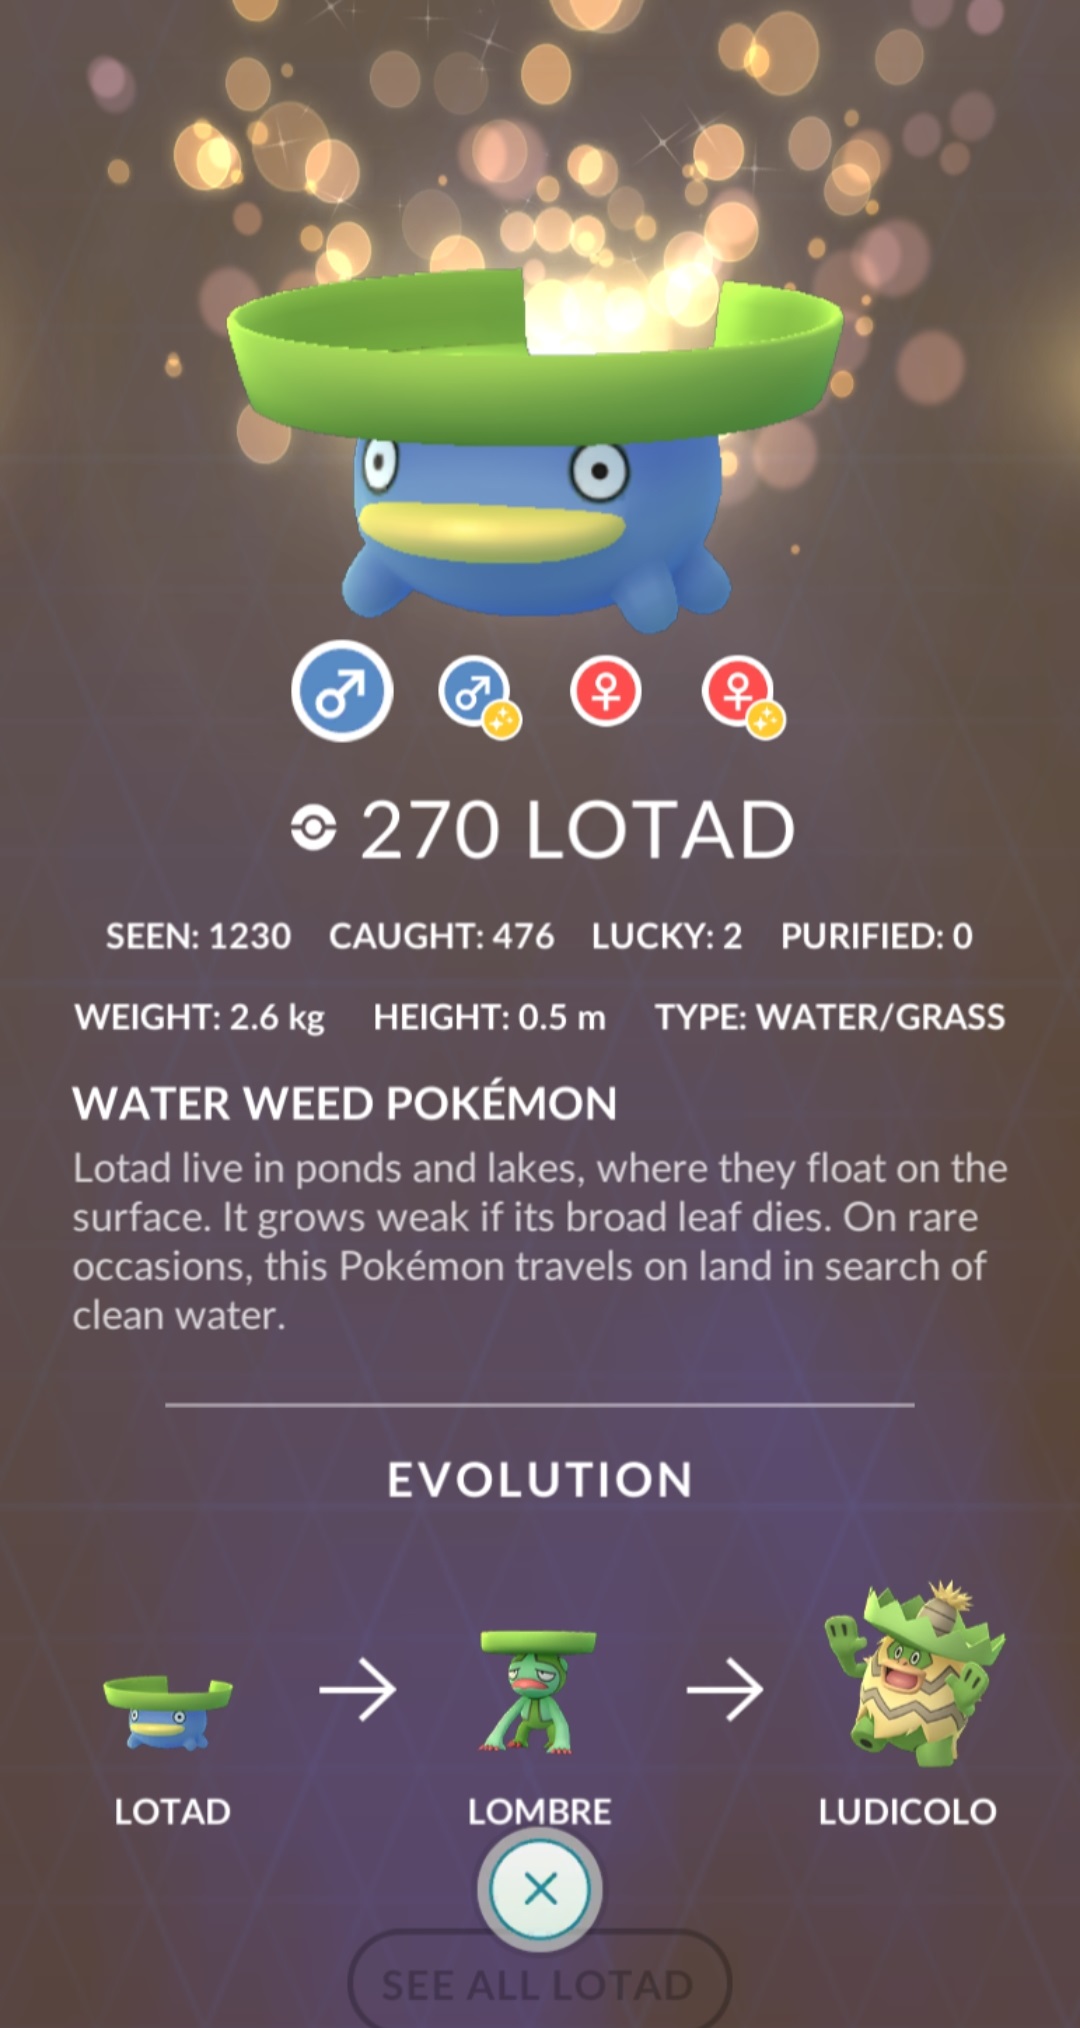 270 LOTAD
SEEN: 1230 CAUGHT: 476 LUCKY: 2 PURIFIED: 0
WEIGHT: 2.6 kg HEIGHT: 0.5 m TYPE: WATER/GRASS
WATER WEED POKÉMON
Lotad live in ponds and lakes, where they float on the
surface. It grows weak if its broad leaf dies. On rare
occasions, this Pokémon travels on land in search of
clean water.
EVOLUTION
LOTAD LOMBRE LUDICOLO
SEE ALL LOTAD